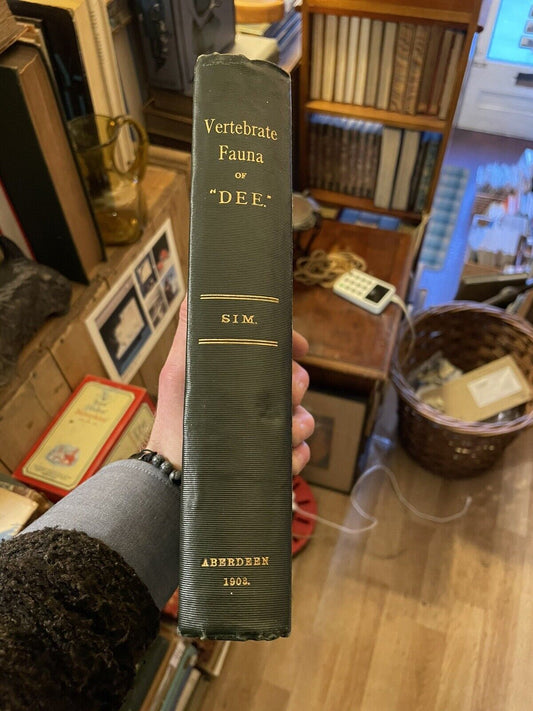 Vertebrate
Fauna
OF
"DEE."
SIM.
ABERDEEN
1903.